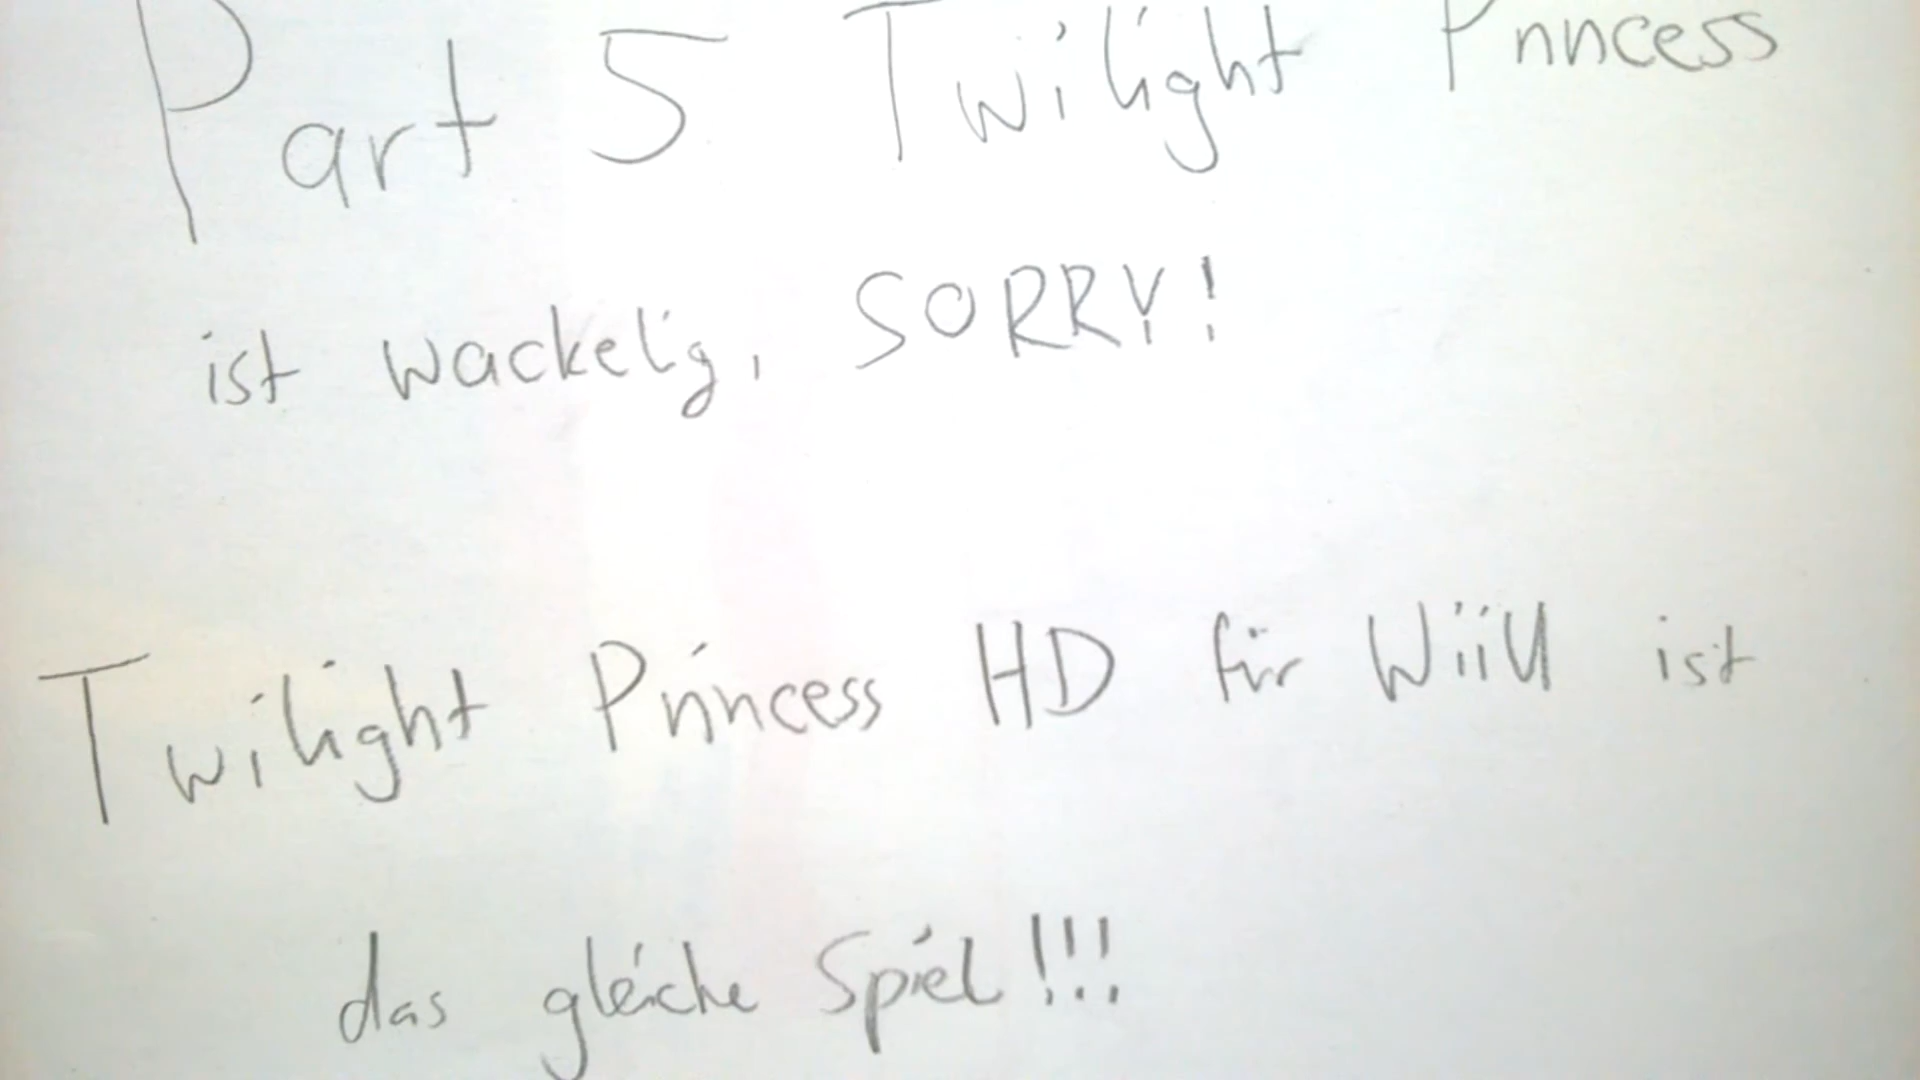 Part 5 Twilight Princess
ist wackelig, SORRY!
Twilight Princess HD für WiiU ist
das gleiche Spiel!!!